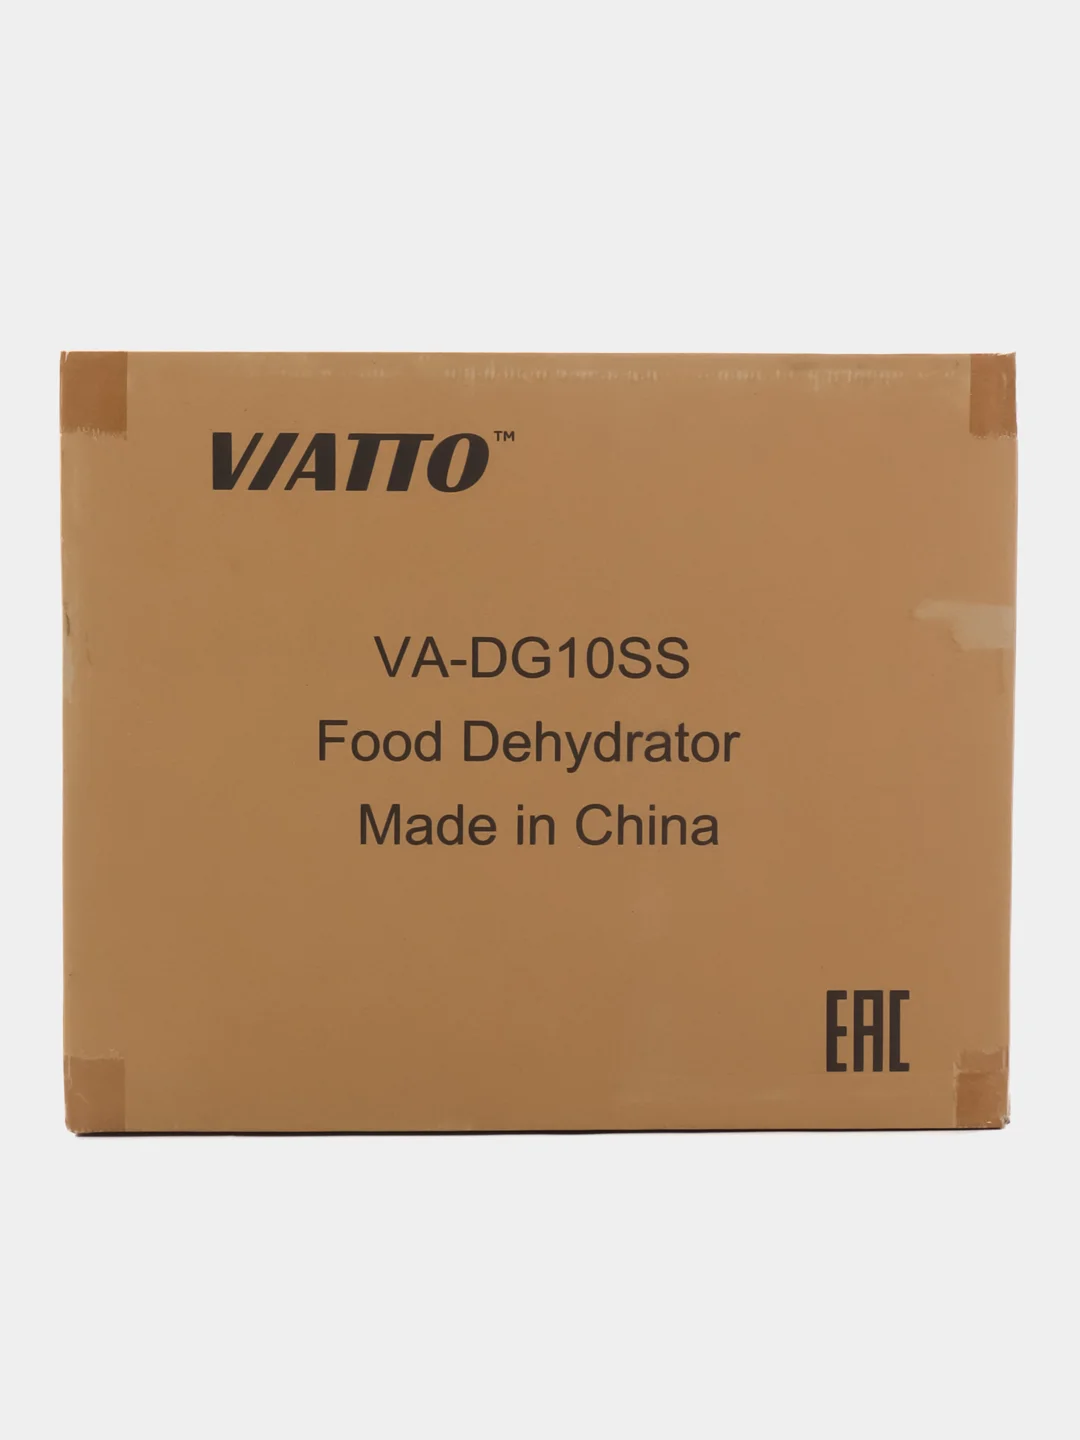 VIATTO™
VA-DG10SS
Food Dehydrator
Made in China
EAC